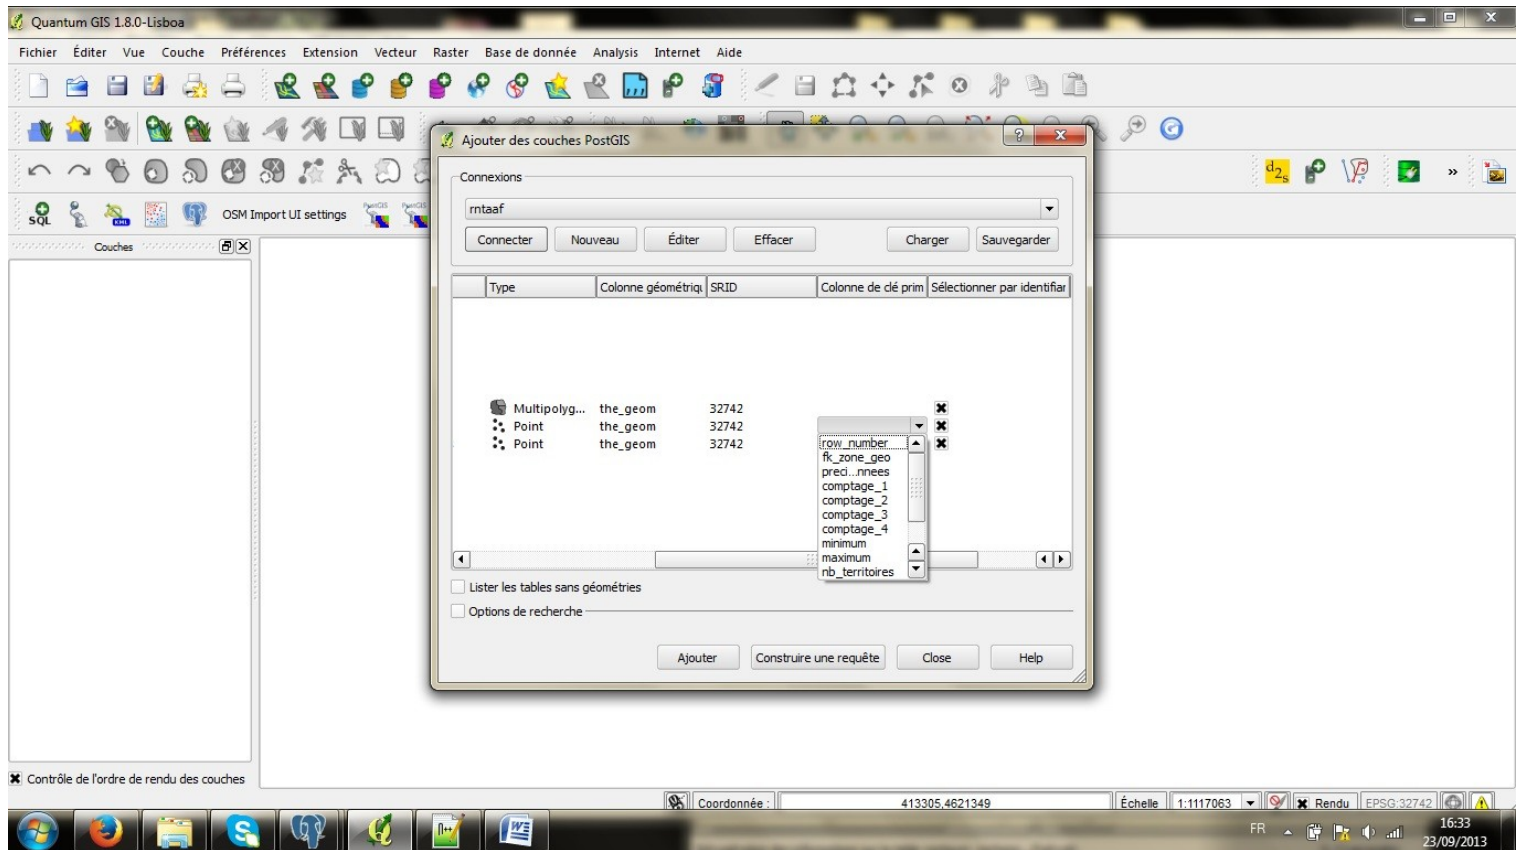 Quantum GIS 1.8.0-Lisboa
Fichier Éditer Vue Couche Préférences Extension Vecteur Raster Base de donnée Analysis Internet Aide
Ajouter des couches PostGIS
d2s
»
SQL
KML
OSM Import UI settings
PostGIS
PostGIS
Connexions
rntaaf
Connecter Nouveau Éditer Effacer Charger Sauvegarder
Couches
Type Colonne géométriqu SRID Colonne de clé prim Sélectionner par identifiar
Multipolyg... the_geom 32742
Point the_geom 32742
Point the_geom 32742
row_number
fk_zone_geo
preci...nnees
comptage_1
comptage_2
comptage_3
comptage_4
minimum
maximum
nb_territoires
Lister les tables sans géométries
Options de recherche
Ajouter Construire une requête Close Help
Contrôle de l'ordre de rendu des couches
Coordonnée : 413305,4621349 Échelle 1:1117063 Rendu EPSG:32742
FR
16:33
23/09/2013